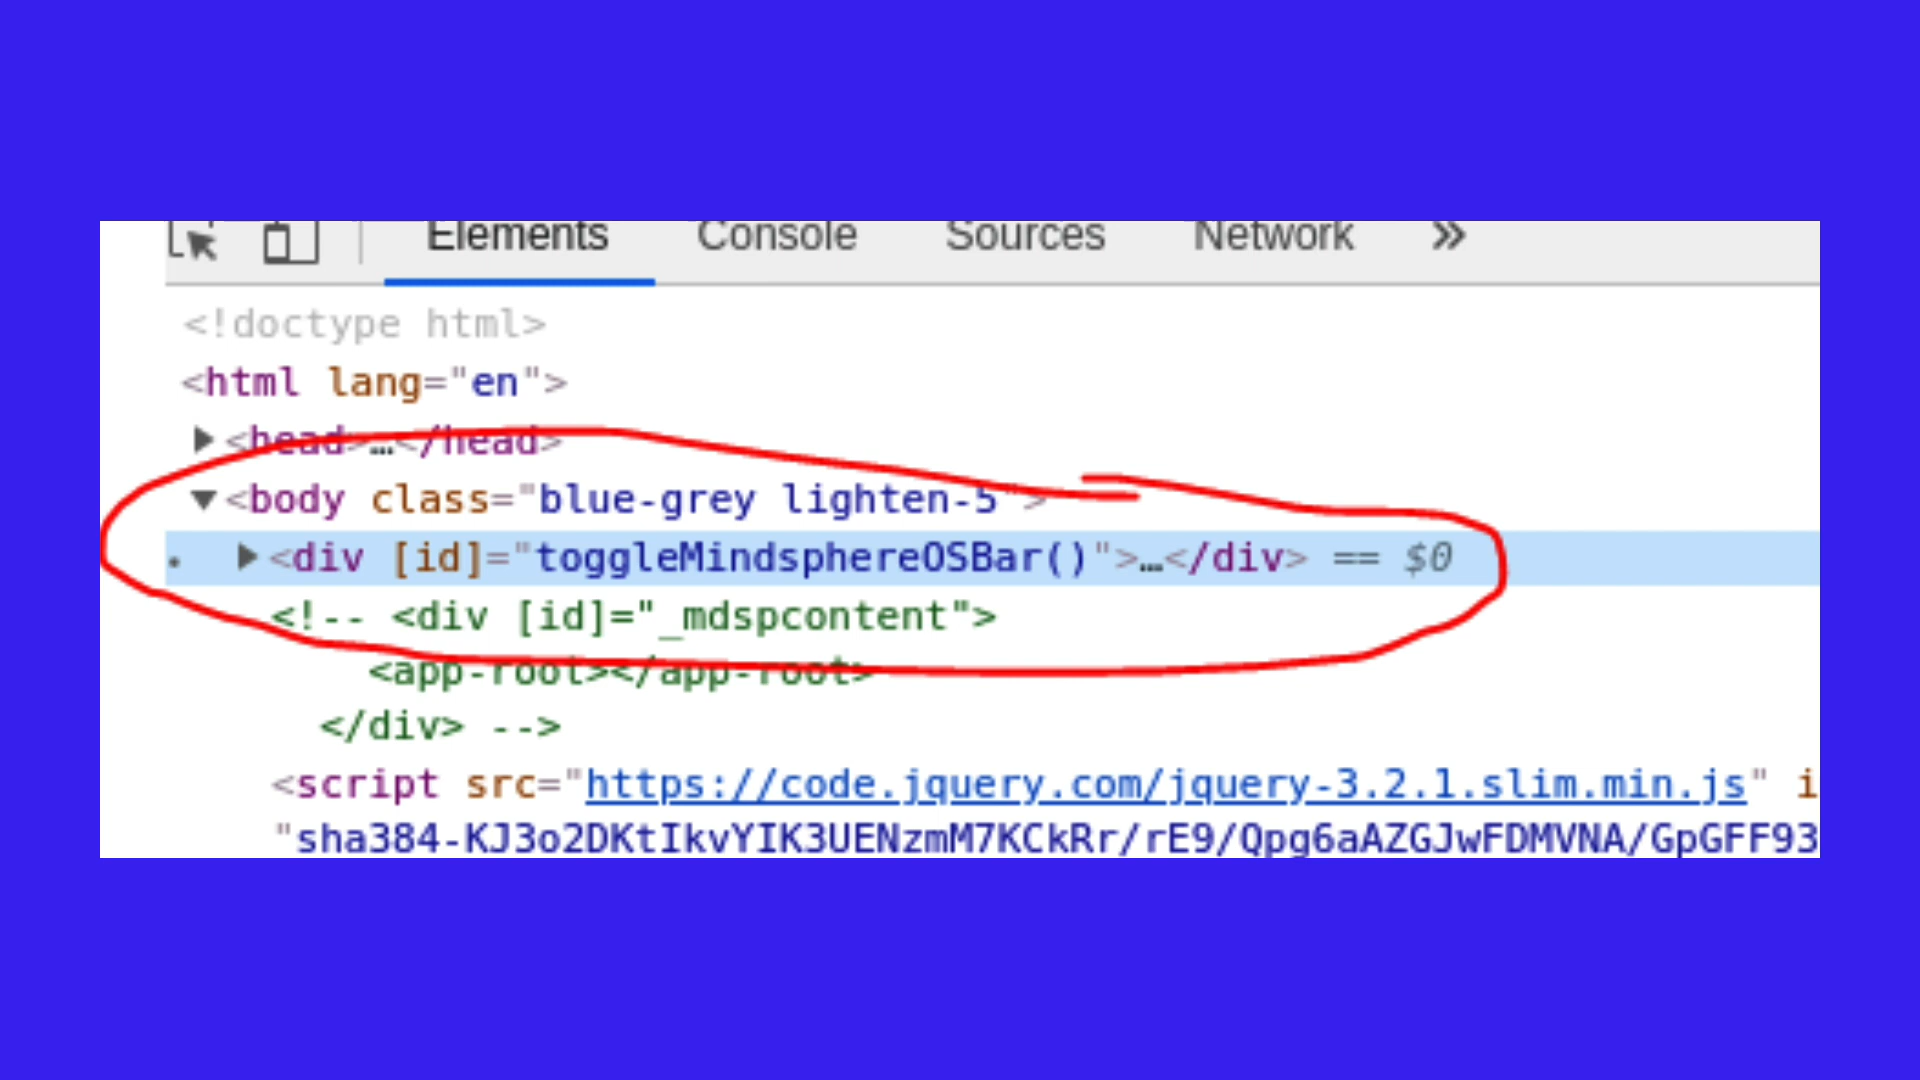 Elements Console Sources Network »
<!doctype html>
<html lang="en">
<head>…</head>
<body class="blue-grey lighten-5">
<div [id]="toggleMindsphereOSBar()">…</div> == $0
<!-- <div [id]="_mdspcontent">
<app-root></app-root>
</div> -->
<script src="https://code.jquery.com/jquery-3.2.1.slim.min.js" i
"sha384-KJ3o2DKtIkvYIK3UENzmM7KCkRr/rE9/Qpg6aAZGJwFDMVNA/GpGFF93